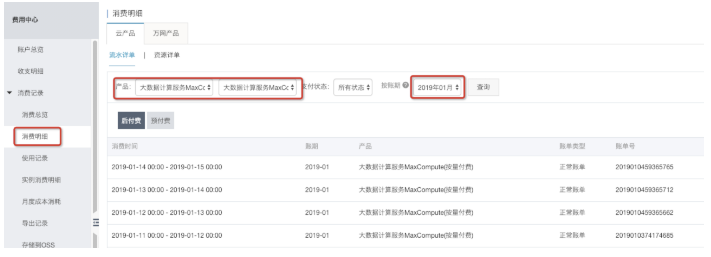 费用中心
账户总览
收支明细
消费记录
消费总览
消费明细
使用记录
实例消费明细
月度成本消耗
导出记录
存储到OSS
消费明细
云产品 万网产品
流水详单 | 资源详单
产品: 大数据计算服务MaxCc 大数据计算服务MaxCc 支付状态: 所有状态 按账期 2019年01月 查询
后付费 预付费
消费时间 账期 产品 账单类型 账单号
2019-01-14 00:00 - 2019-01-15 00:00 2019-01 大数据计算服务MaxCompute(按量付费) 正常账单 2019010459365765
2019-01-13 00:00 - 2019-01-14 00:00 2019-01 大数据计算服务MaxCompute(按量付费) 正常账单 2019010459365712
2019-01-12 00:00 - 2019-01-13 00:00 2019-01 大数据计算服务MaxCompute(按量付费) 正常账单 2019010459365662
2019-01-11 00:00 - 2019-01-12 00:00 2019-01 大数据计算服务MaxCompute(按量付费) 正常账单 2019010374174685